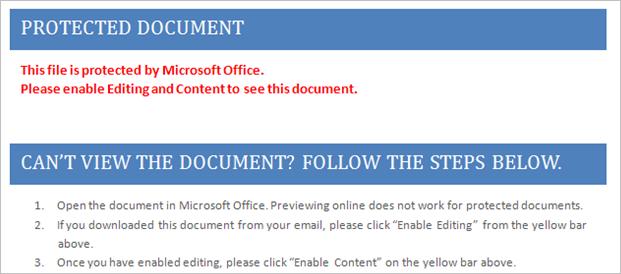 PROTECTED DOCUMENT
This file is protected by Microsoft Office.
Please enable Editing and Content to see this document.
CAN'T VIEW THE DOCUMENT? FOLLOW THE STEPS BELOW.
1. Open the document in Microsoft Office. Previewing online does not work for protected documents.
2. If you downloaded this document from your email, please click “Enable Editing” from the yellow bar
above.
3. Once you have enabled editing, please click “Enable Content” on the yellow bar above.